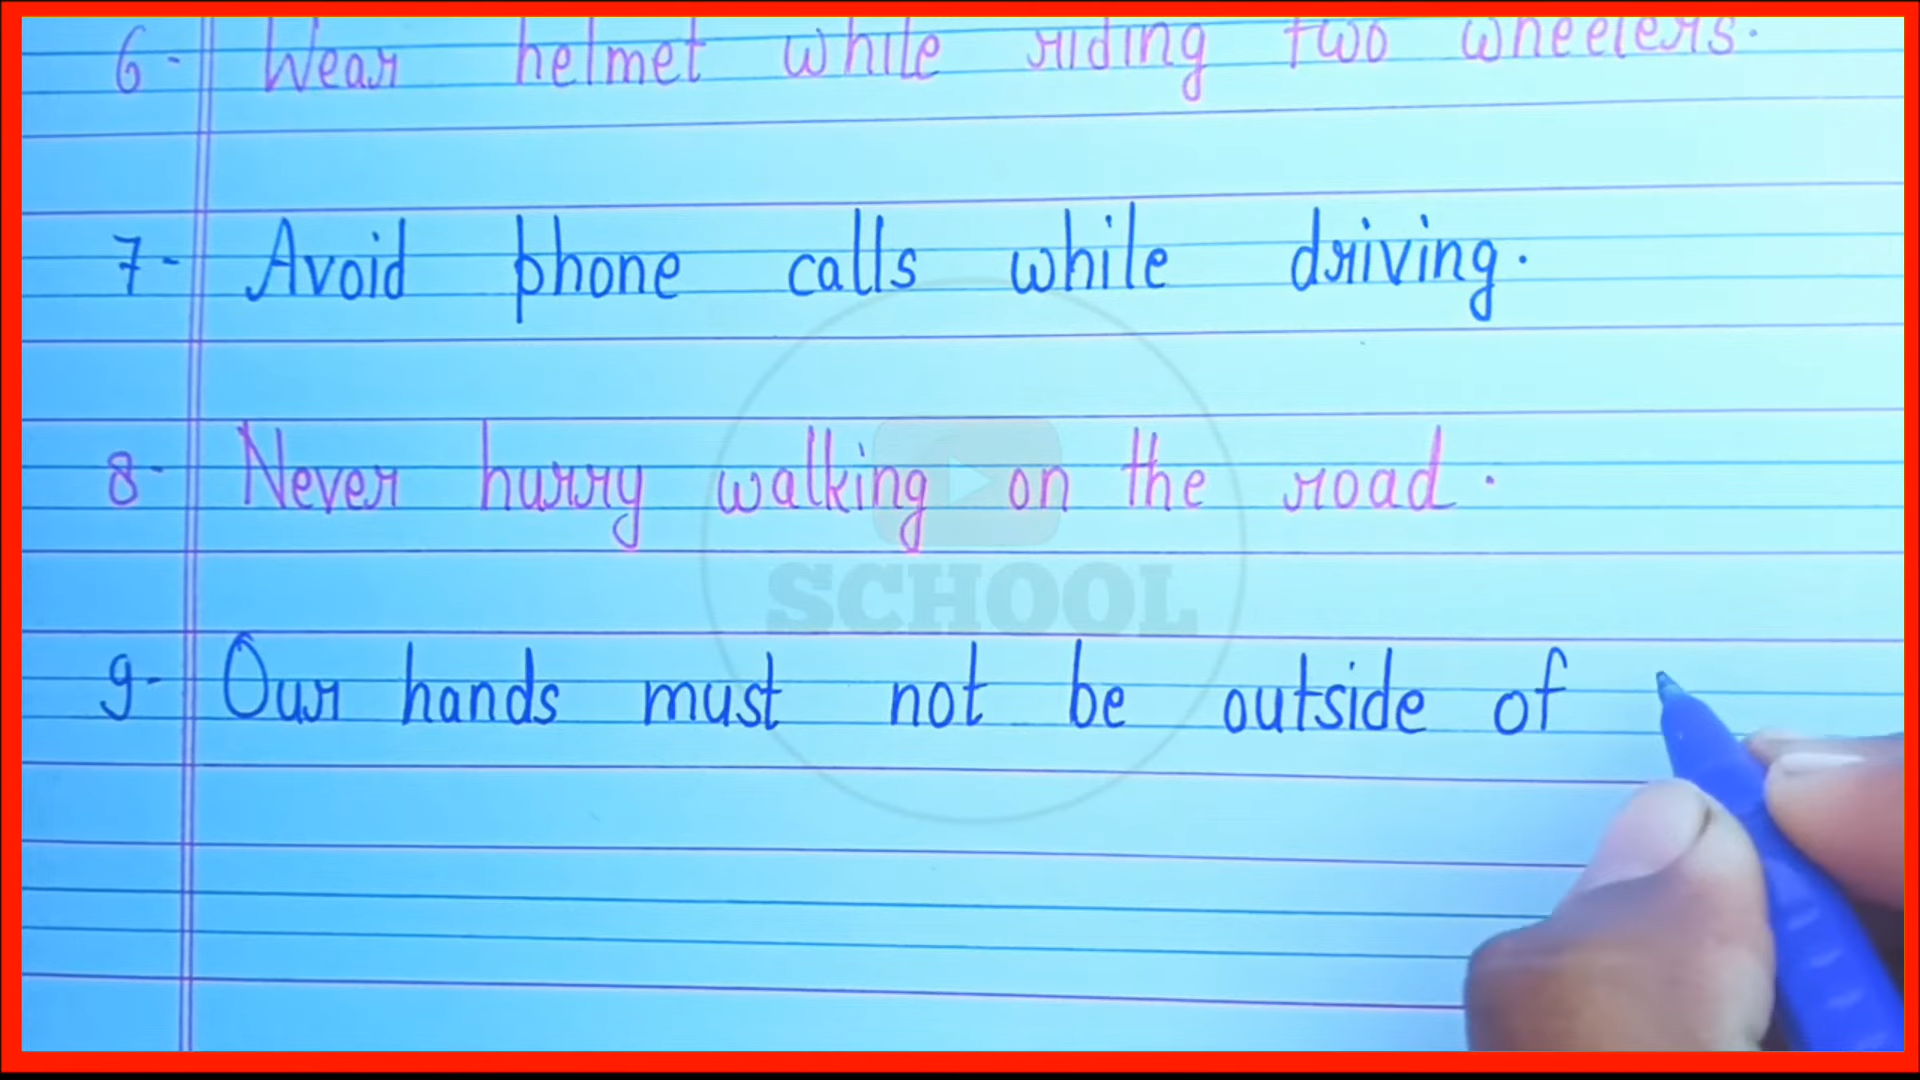 6- Wear helmet while riding two wheelers.
7- Avoid phone calls while driving.
8- Never hurry walking on the road.
SCHOOL
9- Our hands must not be outside of